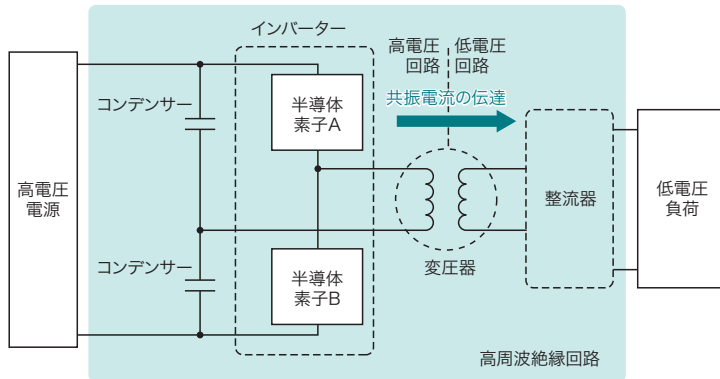 インバーター
高電圧
回路
低電圧
回路
共振電流の伝達
コンデンサー
半導体
素子A
高電圧
電源
整流器
低電圧
負荷
コンデンサー
半導体
素子B
変圧器
高周波絶縁回路